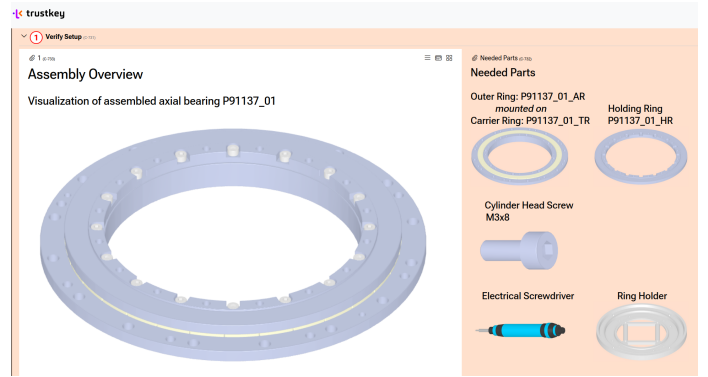 trustkey
1 Verify Setup
1
Assembly Overview
Visualization of assembled axial bearing P91137_01
Needed Parts
Needed Parts
Outer Ring: P91137_01_AR
mounted on
Carrier Ring: P91137_01_TR
Holding Ring
P91137_01_HR
Cylinder Head Screw
M3x8
Electrical Screwdriver
Ring Holder